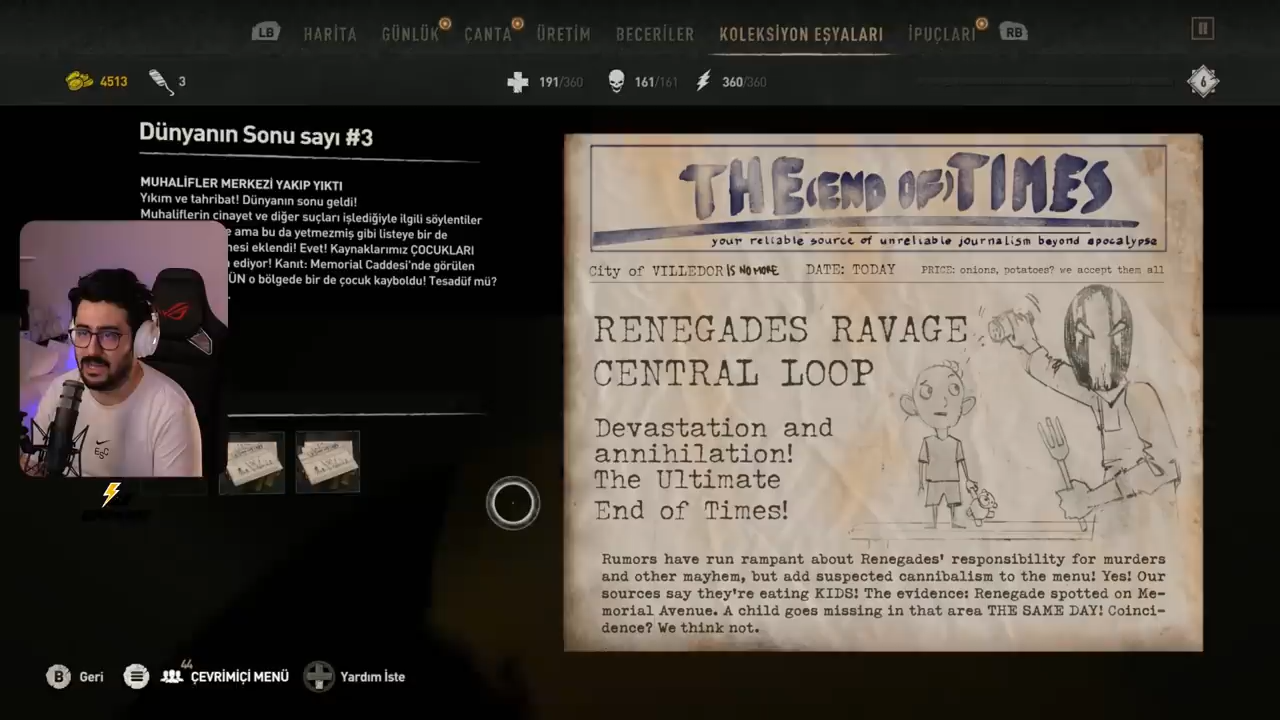 LB HARİTA GÜNLÜK ÇANTA ÜRETİM BECERİLER KOLEKSİYON EŞYALARI İPUÇLARI RB
4513 3 191/360 161/161 360/360 6
Dünyanın Sonu sayı #3
MUHALİFLER MERKEZİ YAKIP YIKTI
Yıkım ve tahribat! Dünyanın sonu geldi!
Muhaliflerin cinayet ve diğer suçları işlediğiyle ilgili söylentiler
ama bu da yetmezmiş gibi listeye bir de
eklendi! Evet! Kaynaklarımız ÇOCUKLARI
ediyor! Kanıt: Memorial Caddesi'nde görülen
o bölgede bir de çocuk kayboldu! Tesadüf mü?
THE (END OF) TIMES
your reliable source of unreliable journalism beyond apocalypse
City of VILLEDOR IS NO MORE DATE: TODAY PRICE: onions, potatoes? we accept them all
RENEGADES RAVAGE
CENTRAL LOOP
Devastation and
annihilation!
The Ultimate
End of Times!
Rumors have run rampant about Renegades' responsibility for murders
and other mayhem, but add suspected cannibalism to the menu! Yes! Our
sources say they're eating KIDS! The evidence: Renegade spotted on Me-
morial Avenue. A child goes missing in that area THE SAME DAY! Coinci-
dence? We think not.
ESC
B Geri 44 ÇEVRİMİÇİ MENÜ Yardım İste